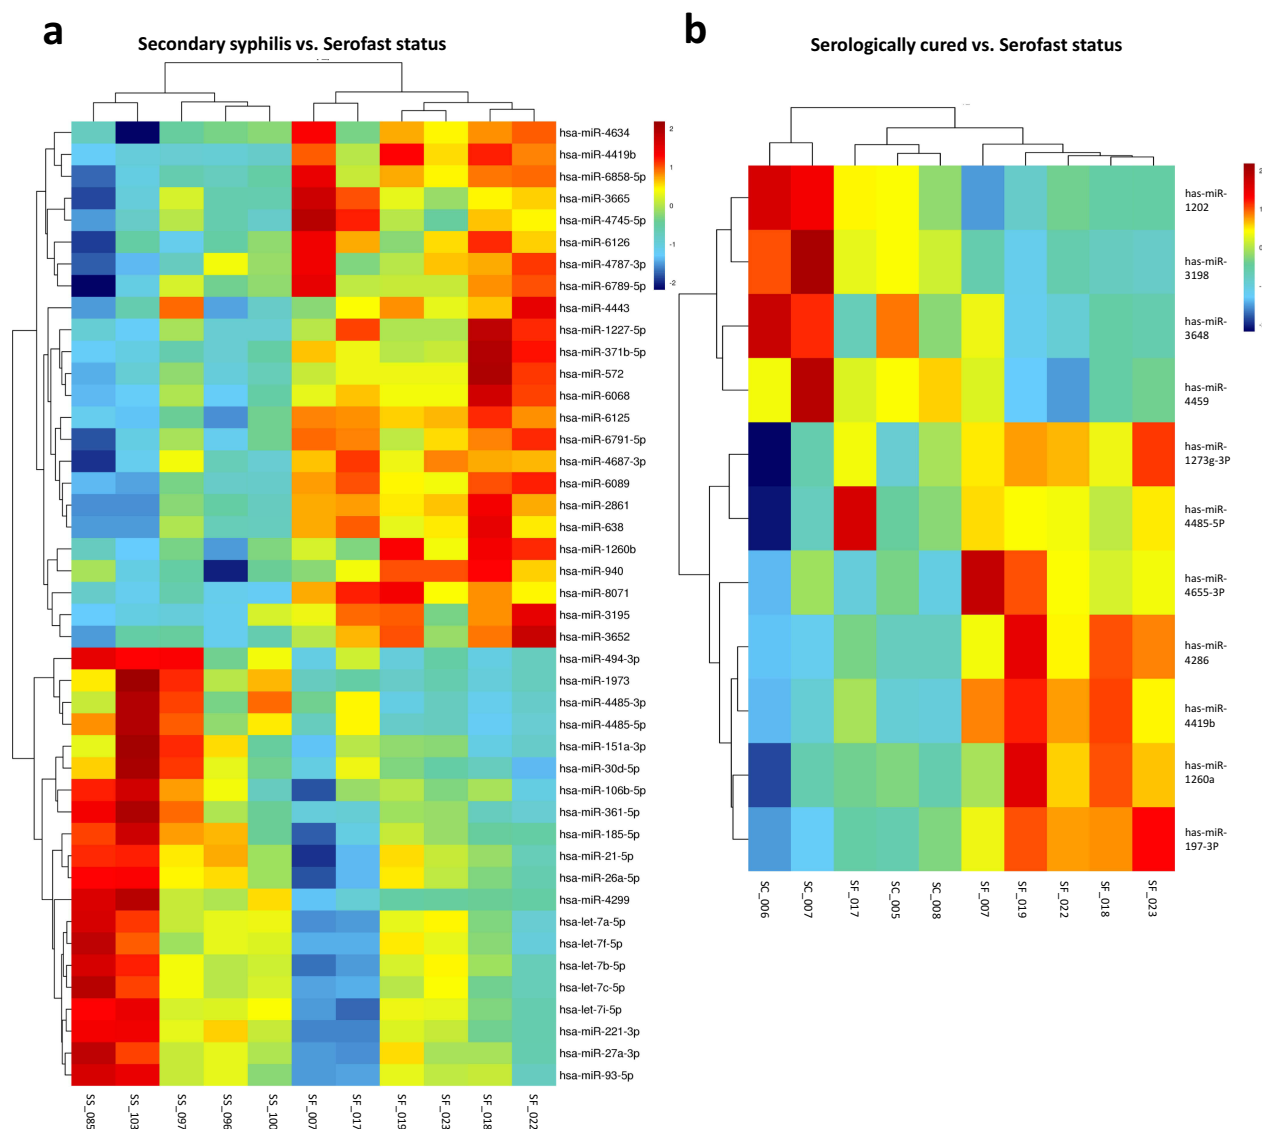 a
Secondary syphilis vs. Serofast status
hsa-miR-4634
hsa-miR-4419b
hsa-miR-6858-5p
hsa-miR-3665
hsa-miR-4745-5p
hsa-miR-6126
hsa-miR-4787-3p
hsa-miR-6789-5p
hsa-miR-4443
hsa-miR-1227-5p
hsa-miR-371b-5p
hsa-miR-572
hsa-miR-6068
hsa-miR-6125
hsa-miR-6791-5p
hsa-miR-4687-3p
hsa-miR-6089
hsa-miR-2861
hsa-miR-638
hsa-miR-1260b
hsa-miR-940
hsa-miR-8071
hsa-miR-3195
hsa-miR-3652
hsa-miR-494-3p
hsa-miR-1973
hsa-miR-4485-3p
hsa-miR-4485-5p
hsa-miR-151a-3p
hsa-miR-30d-5p
hsa-miR-106b-5p
hsa-miR-361-5p
hsa-miR-185-5p
hsa-miR-21-5p
hsa-miR-26a-5p
hsa-miR-4299
hsa-let-7a-5p
hsa-let-7f-5p
hsa-let-7b-5p
hsa-let-7c-5p
hsa-let-7i-5p
hsa-miR-221-3p
hsa-miR-27a-3p
hsa-miR-93-5p
2
1
0
-1
-2
SS_085
SS_103
SS_097
SS_096
SS_100
SF_007
SF_017
SF_019
SF_023
SF_018
SF_022
b
Serologically cured vs. Serofast status
has-miR-
1202
has-miR-
3198
has-miR-
3648
has-miR-
4459
has-miR-
1273g-3P
has-miR-
4485-5P
has-miR-
4655-3P
has-miR-
4286
has-miR-
4419b
has-miR-
1260a
has-miR-
197-3P
2
1
SC_006
SC_007
SF_017
SC_005
SC_008
SF_007
SF_019
SF_022
SF_018
SF_023